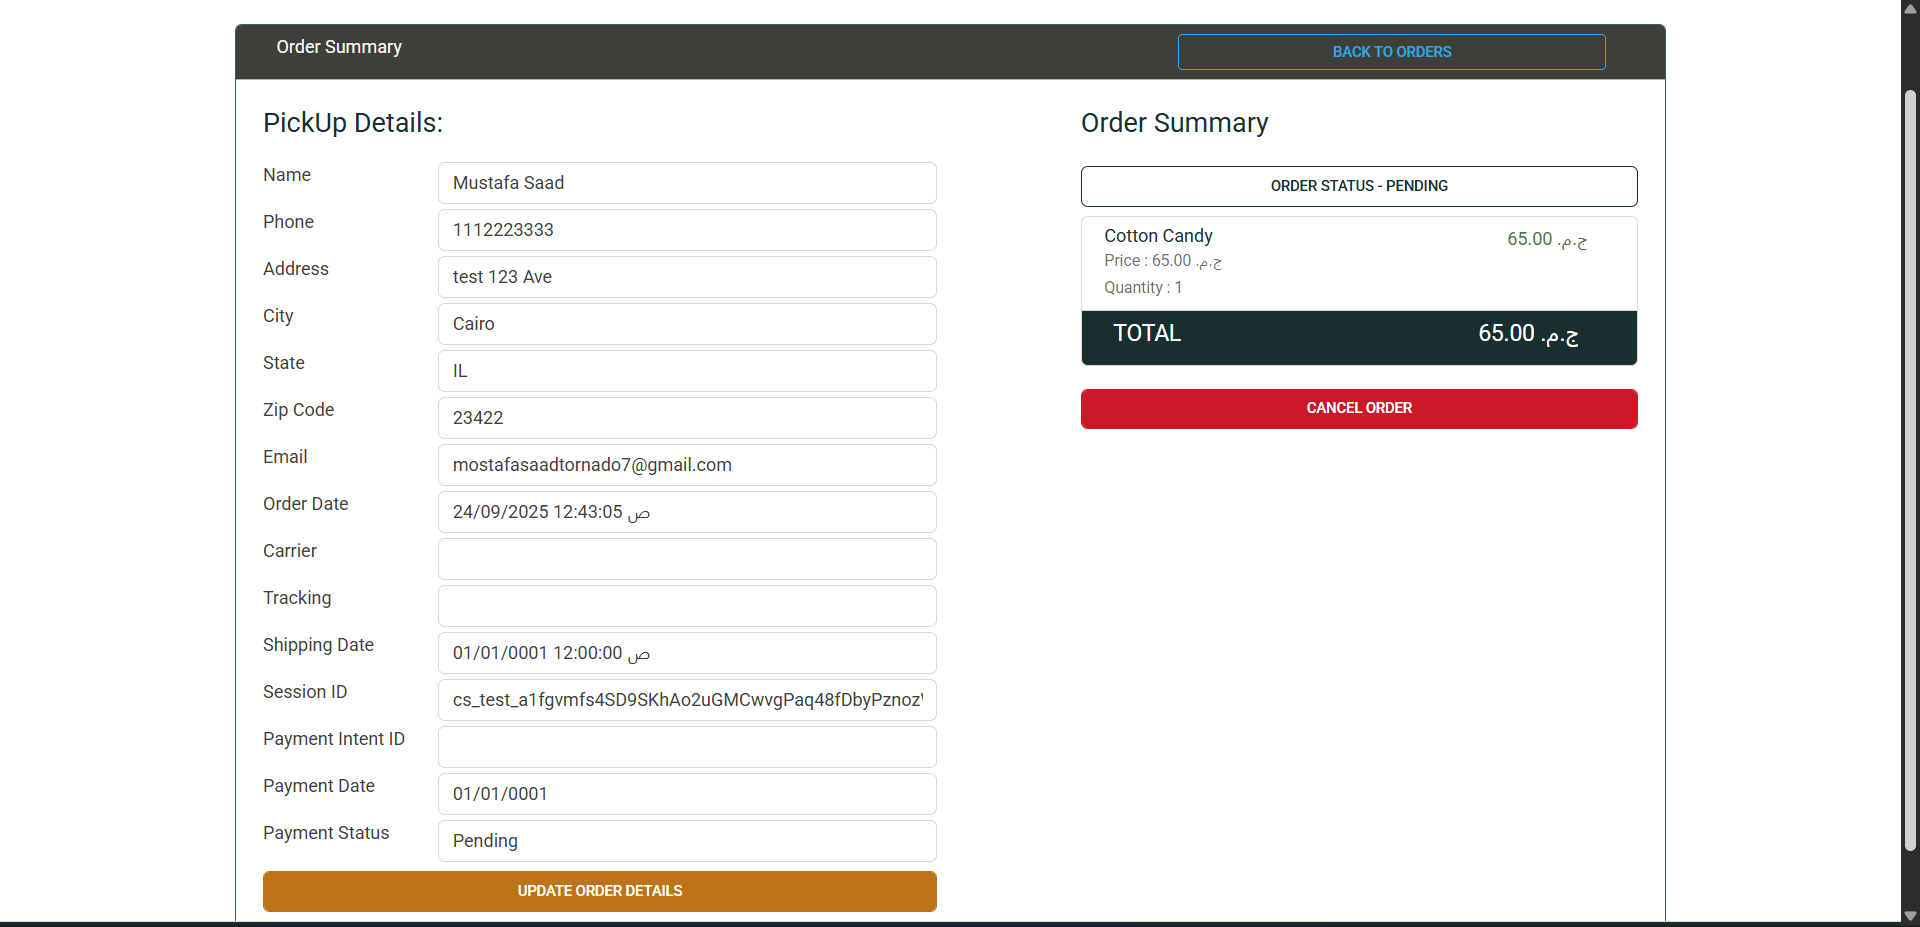 Order Summary
BACK TO ORDERS
PickUp Details:
Name
Mustafa Saad
Phone
1112223333
Address
test 123 Ave
City
Cairo
State
IL
Zip Code
23422
Email
mostafasaadtornado7@gmail.com
Order Date
24/09/2025 12:43:05 ص
Carrier
Tracking
Shipping Date
01/01/0001 12:00:00 ص
Session ID
cs_test_a1fgvmfs4SD9SKhAo2uGMCwvgPaq48fDbyPznoz
Payment Intent ID
Payment Date
01/01/0001
Payment Status
Pending
UPDATE ORDER DETAILS
Order Summary
ORDER STATUS - PENDING
Cotton Candy
65.00 ج.م.
Price : 65.00 ج.م.
Quantity : 1
TOTAL
65.00 ج.م.
CANCEL ORDER